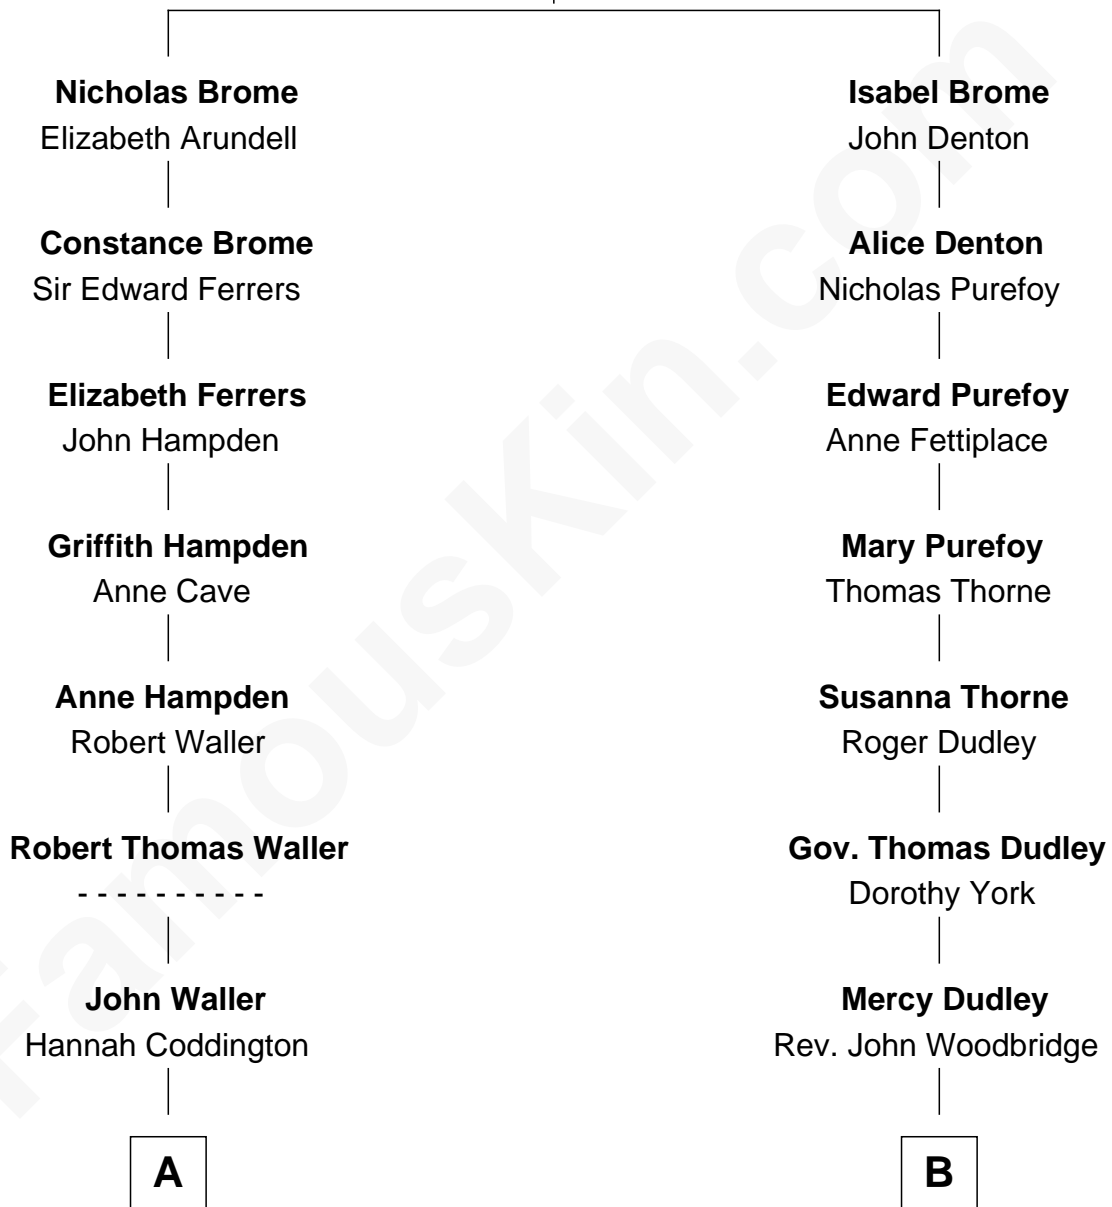 Nicholas Brome
Elizabeth Arundell
Constance Brome
Sir Edward Ferrers
Elizabeth Ferrers
John Hampden
Griffith Hampden
Anne Cave
Anne Hampden
Robert Waller
Robert Thomas Waller
- - - - - - - - - -
John Waller
Hannah Coddington
A
Isabel Brome
John Denton
Alice Denton
Nicholas Purefoy
Edward Purefoy
Anne Fettiplace
Mary Purefoy
Thomas Thorne
Susanna Thorne
Roger Dudley
Gov. Thomas Dudley
Dorothy York
Mercy Dudley
Rev. John Woodbridge
B
FamousKin.com